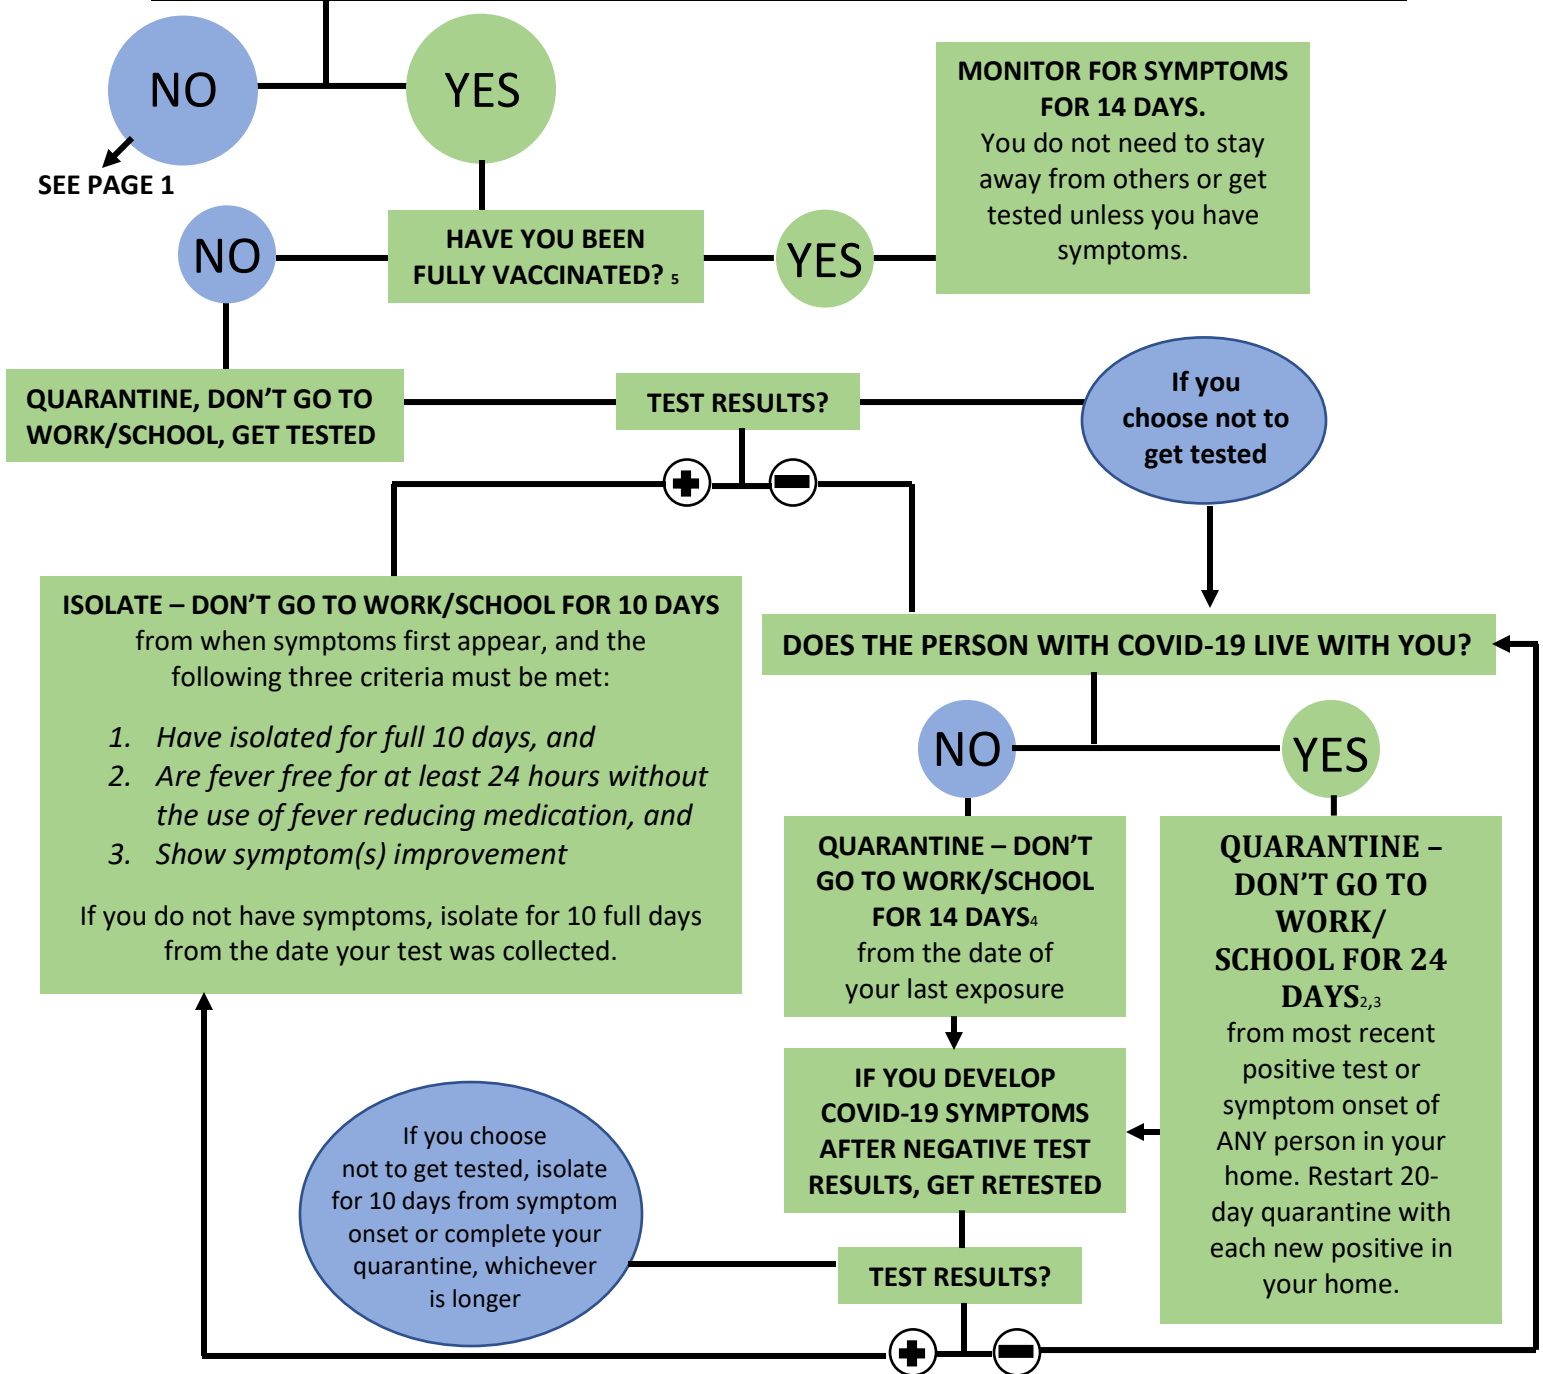 NO
YES
SEE PAGE 1
MONITOR FOR SYMPTOMS
FOR 14 DAYS.
You do not need to stay
away from others or get
tested unless you have
symptoms.
HAVE YOU BEEN
FULLY VACCINATED? 5
NO
YES
QUARANTINE, DON’T GO TO
WORK/SCHOOL, GET TESTED
TEST RESULTS?
If you
choose not to
get tested
ISOLATE – DON’T GO TO WORK/SCHOOL FOR 10 DAYS
from when symptoms first appear, and the
following three criteria must be met:
1. Have isolated for full 10 days, and
2. Are fever free for at least 24 hours without
the use of fever reducing medication, and
3. Show symptom(s) improvement
If you do not have symptoms, isolate for 10 full days
from the date your test was collected.
DOES THE PERSON WITH COVID-19 LIVE WITH YOU?
NO
YES
QUARANTINE – DON’T
GO TO WORK/SCHOOL
FOR 14 DAYS4
from the date of
your last exposure
QUARANTINE –
DON’T GO TO
WORK/
SCHOOL FOR 24
DAYS2,3
from most recent
positive test or
symptom onset of
ANY person in your
home. Restart 20-
day quarantine with
each new positive in
your home.
IF YOU DEVELOP
COVID-19 SYMPTOMS
AFTER NEGATIVE TEST
RESULTS, GET RETESTED
If you choose
not to get tested, isolate
for 10 days from symptom
onset or complete your
quarantine, whichever
is longer
TEST RESULTS?